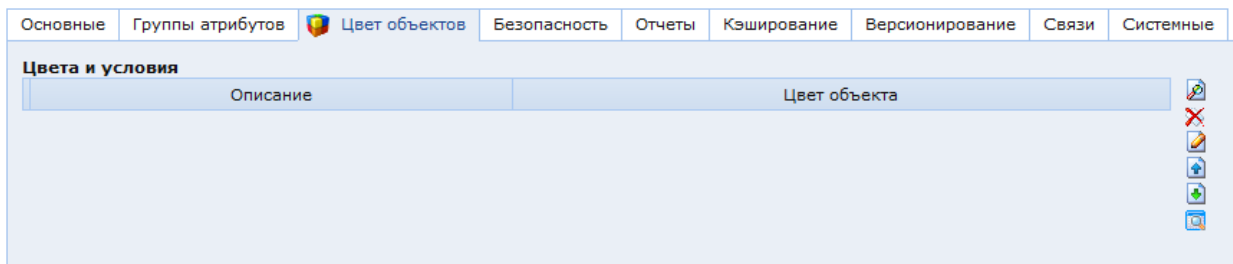 Основные Группы атрибутов Цвет объектов Безопасность Отчеты Кэширование Версионирование Связи Системные
Цвета и условия
Описание Цвет объекта